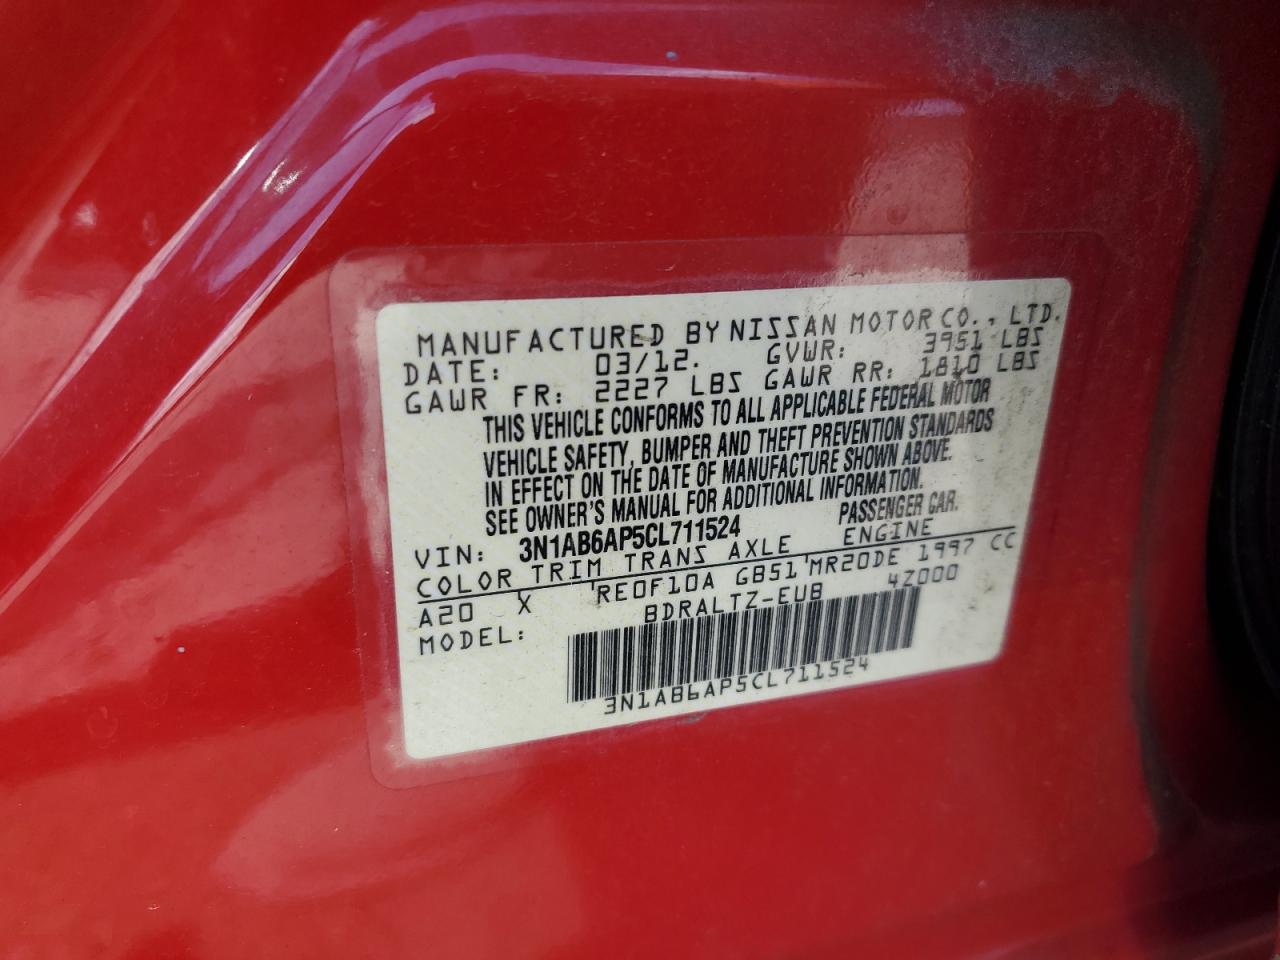 MANUFACTURED BY NISSAN MOTOR CO., LTD.
DATE: 03/12. GVWR: 3951 LBS
GAWR FR: 2227 LBS GAWR RR: 1810 LBS
THIS VEHICLE CONFORMS TO ALL APPLICABLE FEDERAL MOTOR
VEHICLE SAFETY, BUMPER AND THEFT PREVENTION STANDARDS
IN EFFECT ON THE DATE OF MANUFACTURE SHOWN ABOVE.
SEE OWNER'S MANUAL FOR ADDITIONAL INFORMATION.
VIN: 3N1AB6AP5CL711524 PASSENGER CAR.
COLOR TRIM TRANS AXLE ENGINE
A20 X RE0F10A GB51 MR20DE 1997 CC
MODEL: BDRALTZ-EUB 4Z000
3N1AB6AP5CL711524